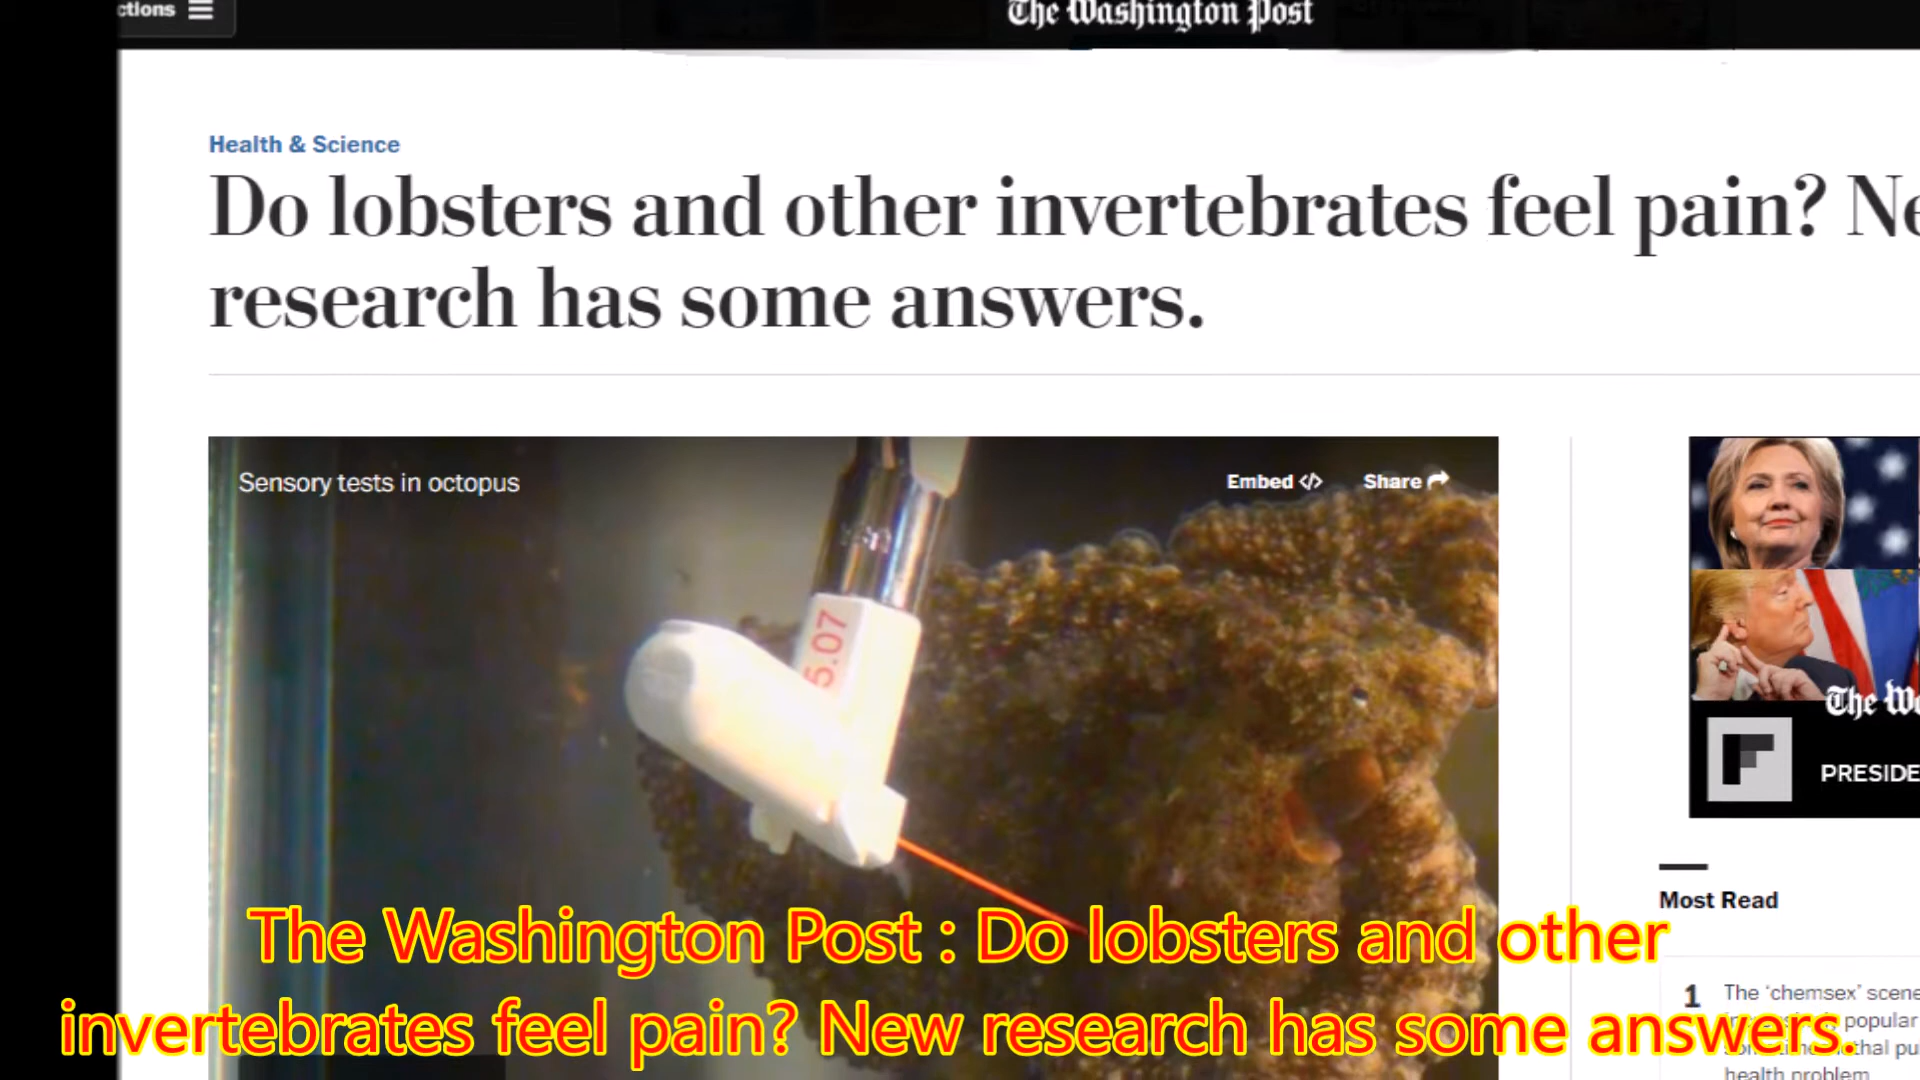 ctions
The Washington Post
Health & Science
Do lobsters and other invertebrates feel pain?
research has some answers.
Sensory tests in octopus
Embed </>
Share
5.07
The
PRESIDE
Most Read
1 The ‘chemsex’ scene
popular
health problem
The Washington Post : Do lobsters and other
invertebrates feel pain? New research has some answers.